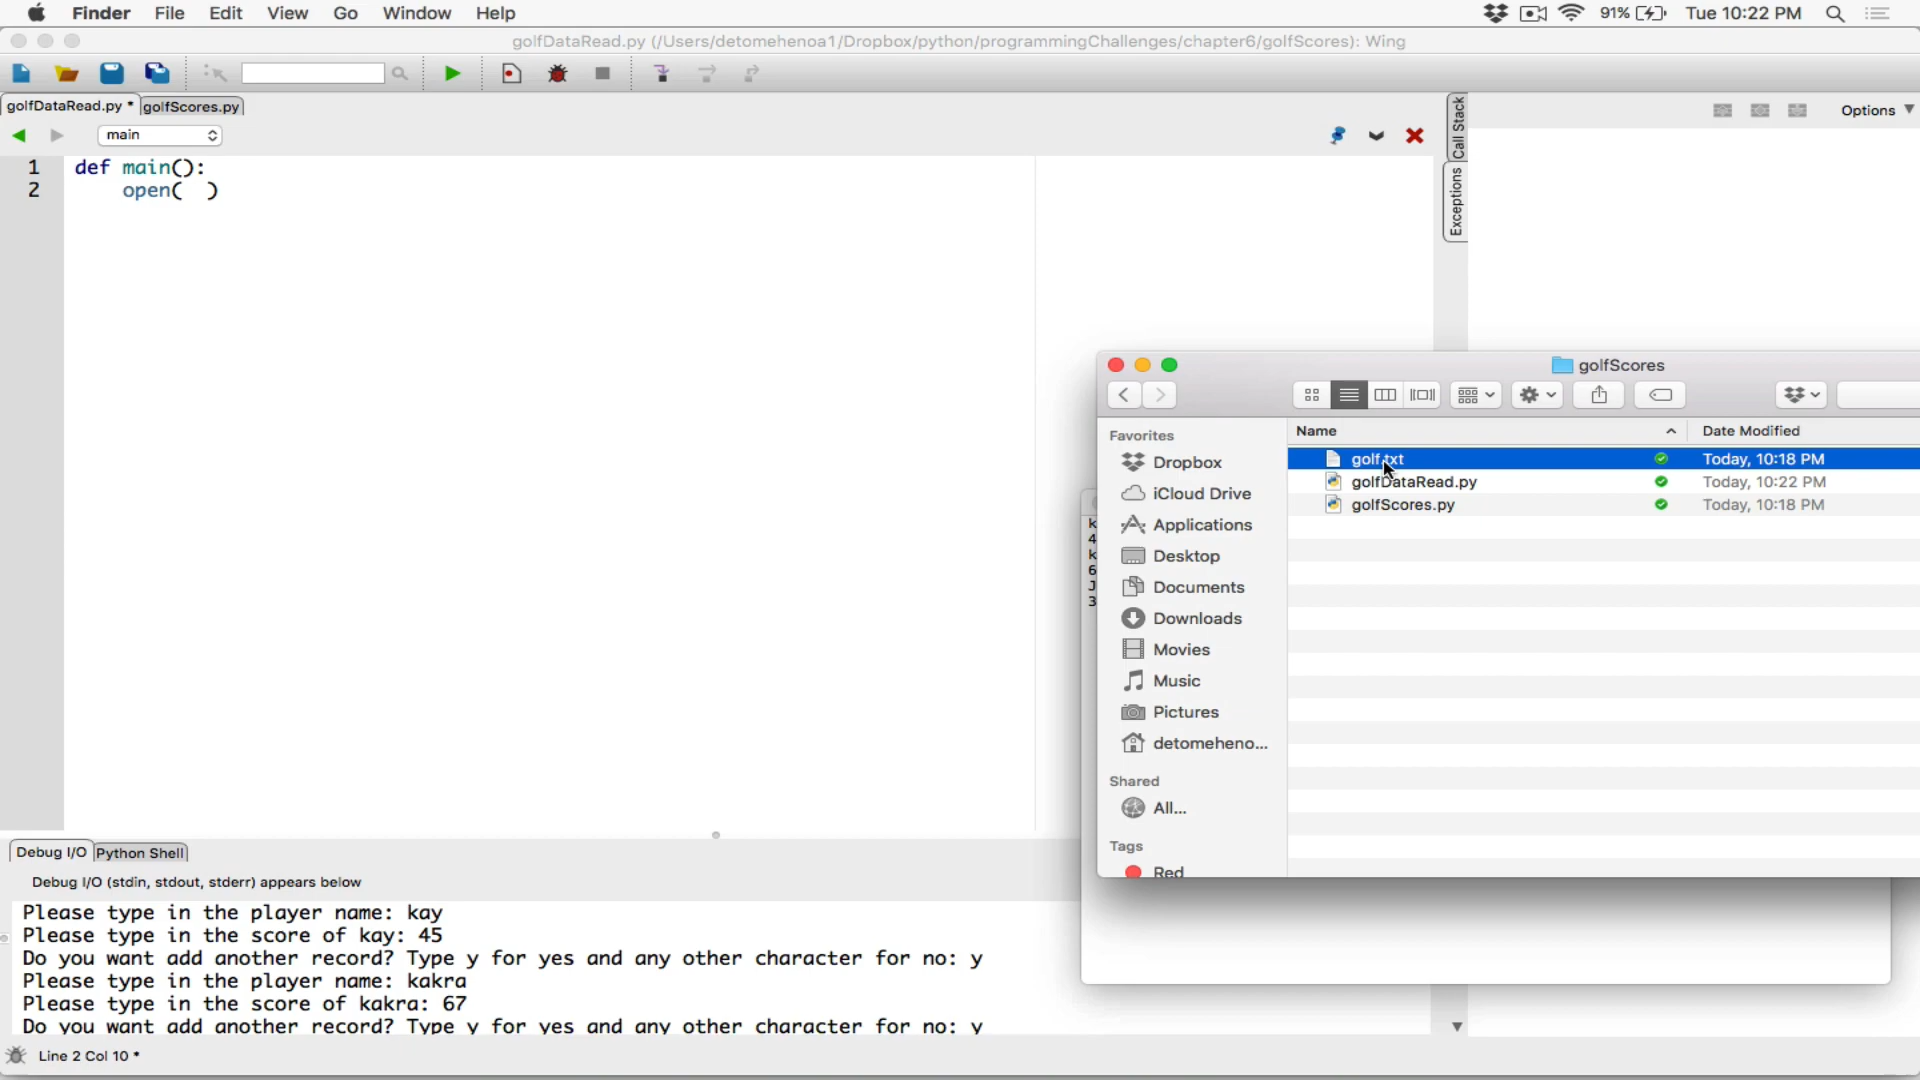 Finder File Edit View Go Window Help 91% Tue 10:22 PM
golfDataRead.py (/Users/detomehenoa1/Dropbox/python/programmingChallenges/chapter6/golfScores): Wing
golfDataRead.py * golfScores.py
main
Options
Call Stack
Exceptions
1 def main():
2 open( )
golfScores
Favorites
Dropbox
iCloud Drive
Applications
Desktop
Documents
Downloads
Movies
Music
Pictures
detomeheno...
Shared
All...
Tags
Red
Name Date Modified
golf.txt Today, 10:18 PM
golfDataRead.py Today, 10:22 PM
golfScores.py Today, 10:18 PM
k
4
k
6
J
3
Debug I/O Python Shell
Debug I/O (stdin, stdout, stderr) appears below
Please type in the player name: kay
Please type in the score of kay: 45
Do you want add another record? Type y for yes and any other character for no: y
Please type in the player name: kakra
Please type in the score of kakra: 67
Do you want add another record? Type y for yes and any other character for no: y
Line 2 Col 10 *